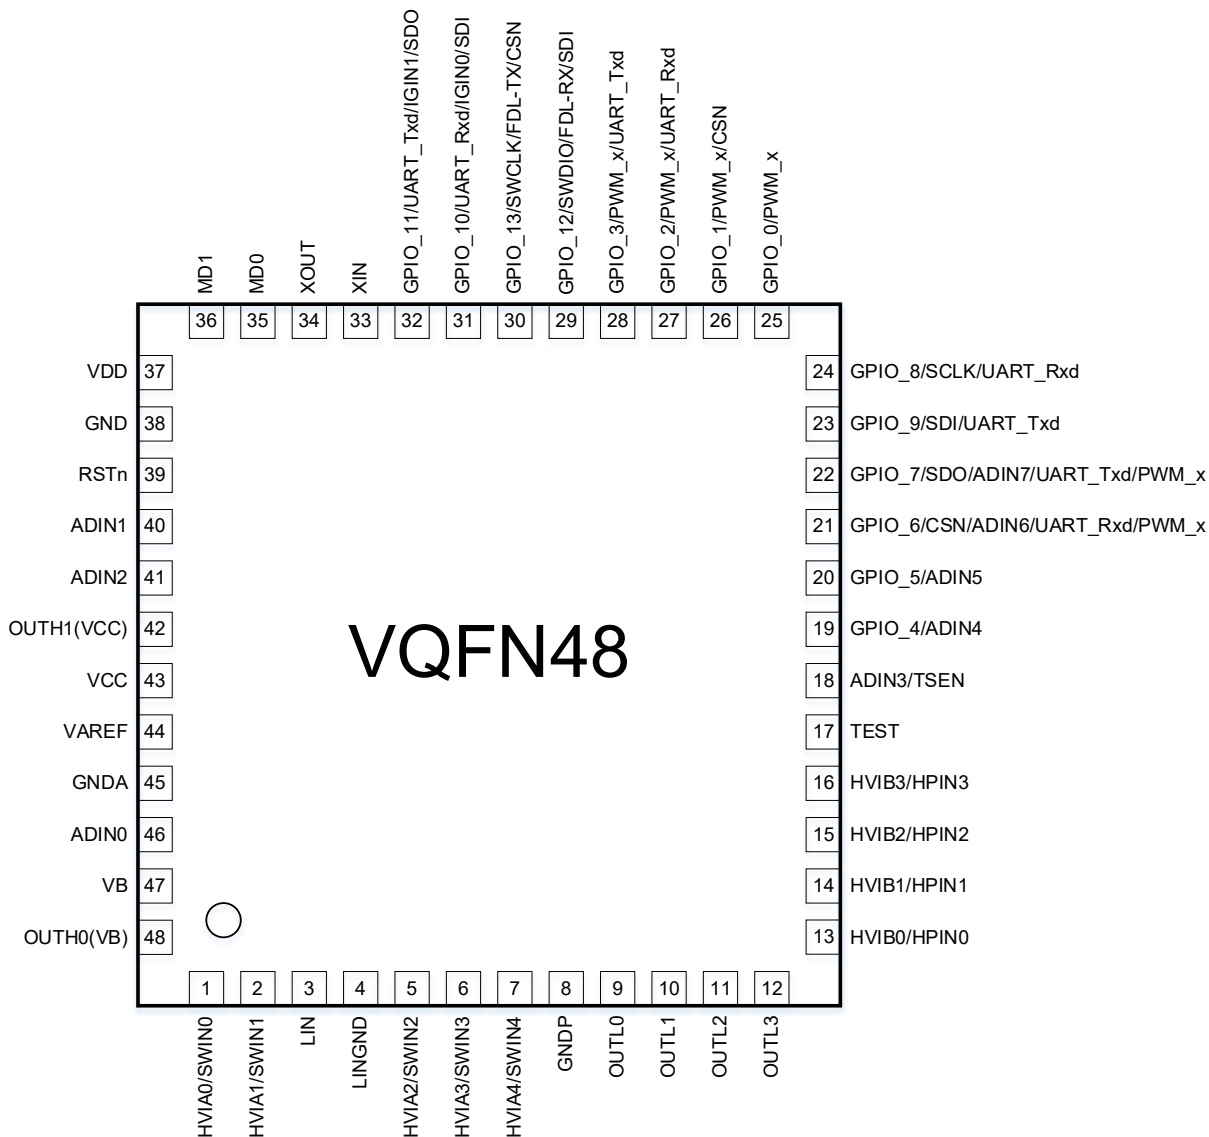 MD1
MD0
XOUT
XIN
GPIO_11/UART_Txd/IGIN1/SDO
GPIO_10/UART_Rxd/IGIN0/SDI
GPIO_13/SWCLK/FDL-TX/CSN
GPIO_12/SWDIO/FDL-RX/SDI
GPIO_3/PWM_x/UART_Txd
GPIO_2/PWM_x/UART_Rxd
GPIO_1/PWM_x/CSN
GPIO_0/PWM_x
36
35
34
33
32
31
30
29
28
27
26
25
VDD
37
GND
38
RSTn
39
ADIN1
40
ADIN2
41
OUTH1(VCC)
42
VCC
43
VAREF
44
GNDA
45
ADIN0
46
VB
47
OUTH0(VB)
48
VQFN48
24
GPIO_8/SCLK/UART_Rxd
23
GPIO_9/SDI/UART_Txd
22
GPIO_7/SDO/ADIN7/UART_Txd/PWM_x
21
GPIO_6/CSN/ADIN6/UART_Rxd/PWM_x
20
GPIO_5/ADIN5
19
GPIO_4/ADIN4
18
ADIN3/TSEN
17
TEST
16
HVIB3/HPIN3
15
HVIB2/HPIN2
14
HVIB1/HPIN1
13
HVIB0/HPIN0
1
2
3
4
5
6
7
8
9
10
11
12
HVIA0/SWIN0
HVIA1/SWIN1
LIN
LINGND
HVIA2/SWIN2
HVIA3/SWIN3
HVIA4/SWIN4
GNDP
OUTL0
OUTL1
OUTL2
OUTL3